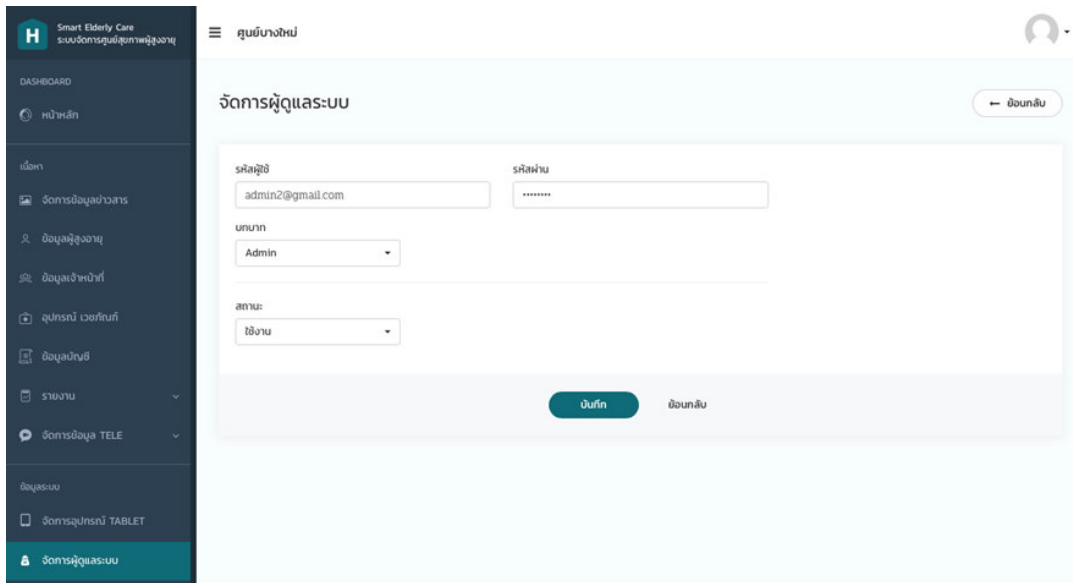 Smart Elderly Care
ระบบจัดการศูนย์สุขภาพผู้สูงอายุ
ศูนย์บางใหม่
DASHBOARD
หน้าหลัก
เนื้อหา
จัดการข้อมูลข่าวสาร
ข้อมูลผู้สูงอายุ
ข้อมูลเจ้าหน้าที่
อุปกรณ์ เวชภัณฑ์
ข้อมูลบัญชี
รายงาน
จัดการข้อมูล TELE
ข้อมูลระบบ
จัดการอุปกรณ์ TABLET
จัดการผู้ดูแลระบบ
จัดการผู้ดูแลระบบ
← ย้อนกลับ
รหัสผู้ใช้
รหัสผ่าน
admin2@gmail.com
••••••••
บทบาท
Admin
สถานะ
ใช้งาน
บันทึก
ย้อนกลับ